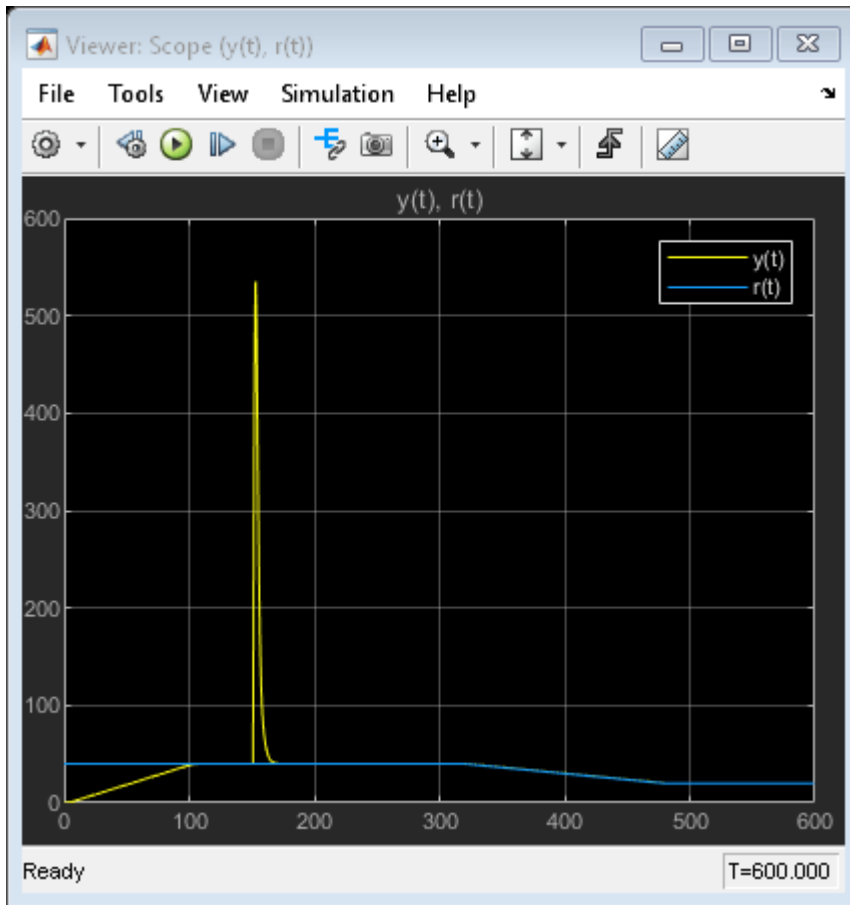 Viewer: Scope (y(t), r(t))
File Tools View Simulation Help
y(t), r(t)
600
500
400
300
200
100
0
y(t)
r(t)
0 100 200 300 400 500 600
Ready T=600.000